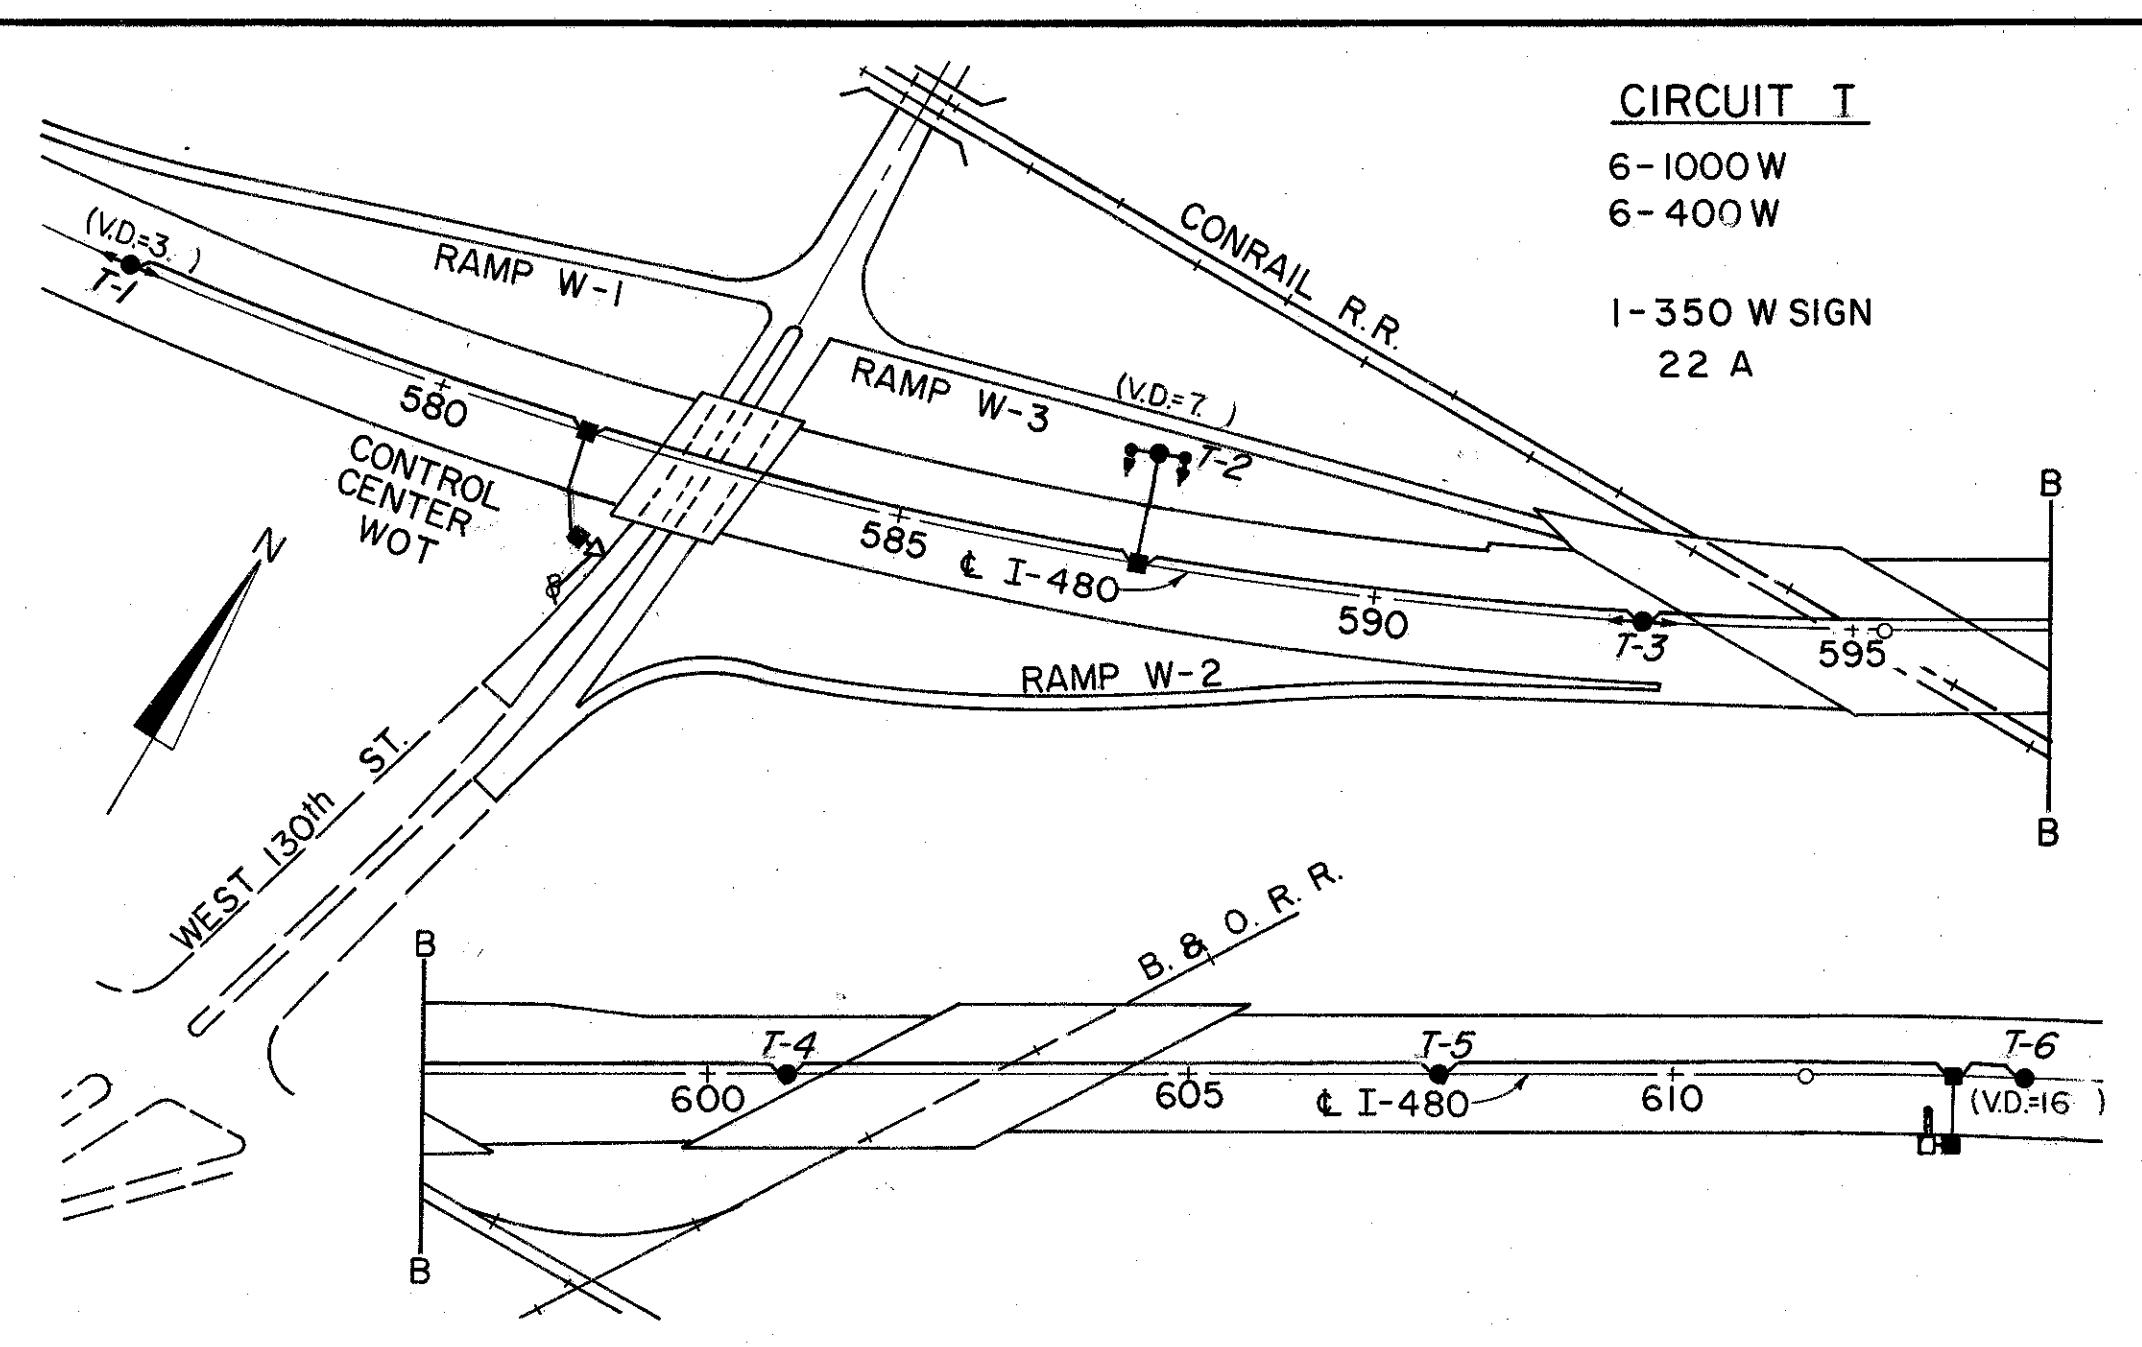 CIRCUIT T
6-1000 W
6-400 W
1-350 W SIGN
22 A
CONRAIL R.R.
(V.D.=3. )
T-1
RAMP W-1
580
CONTROL
CENTER
WOT
N
RAMP W-3
(V.D.=7. )
T-2
585
℄ I-480
590
T-3
595
B
B
RAMP W-2
WEST 130th ST.
B. & O. R. R.
B
B
T-4
600
605
T-5
℄ I-480
610
T-6
(V.D.=16 )